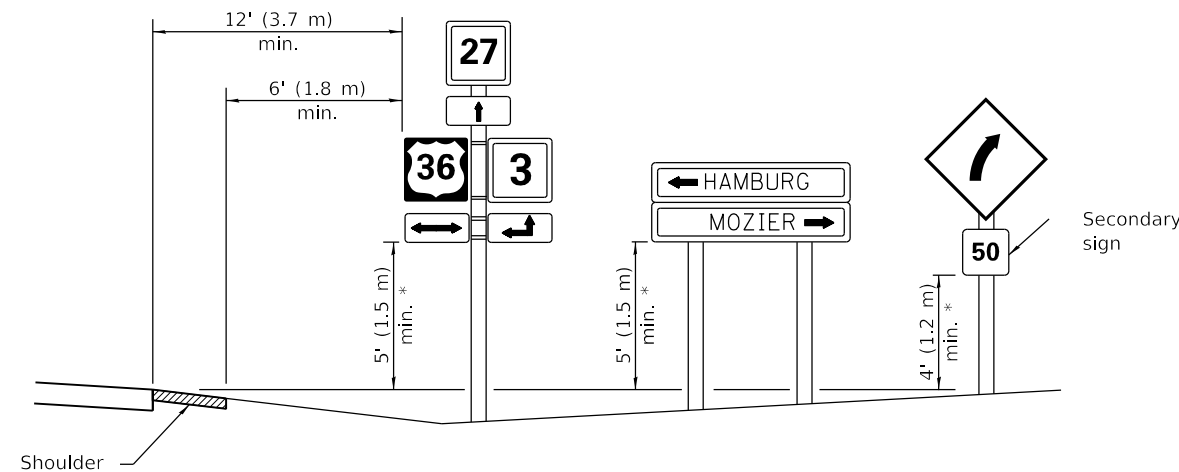 12' (3.7 m)
min.
6' (1.8 m)
min.
27
36
3
HAMBURG
MOZIER
50
Secondary
sign
5' (1.5 m)
min. *
5' (1.5 m)
min. *
4' (1.2 m)
min. *
Shoulder